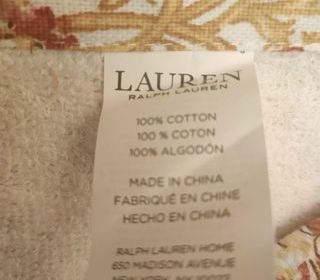 LAUREN
RALPH LAUREN
100% COTTON
100 % COTON
100% ALGODÓN
MADE IN CHINA
FABRIQUÉ EN CHINE
HECHO EN CHINA
RALPH LAUREN HOME
650 MADISON AVENUE
NEW YORK, NY 10022